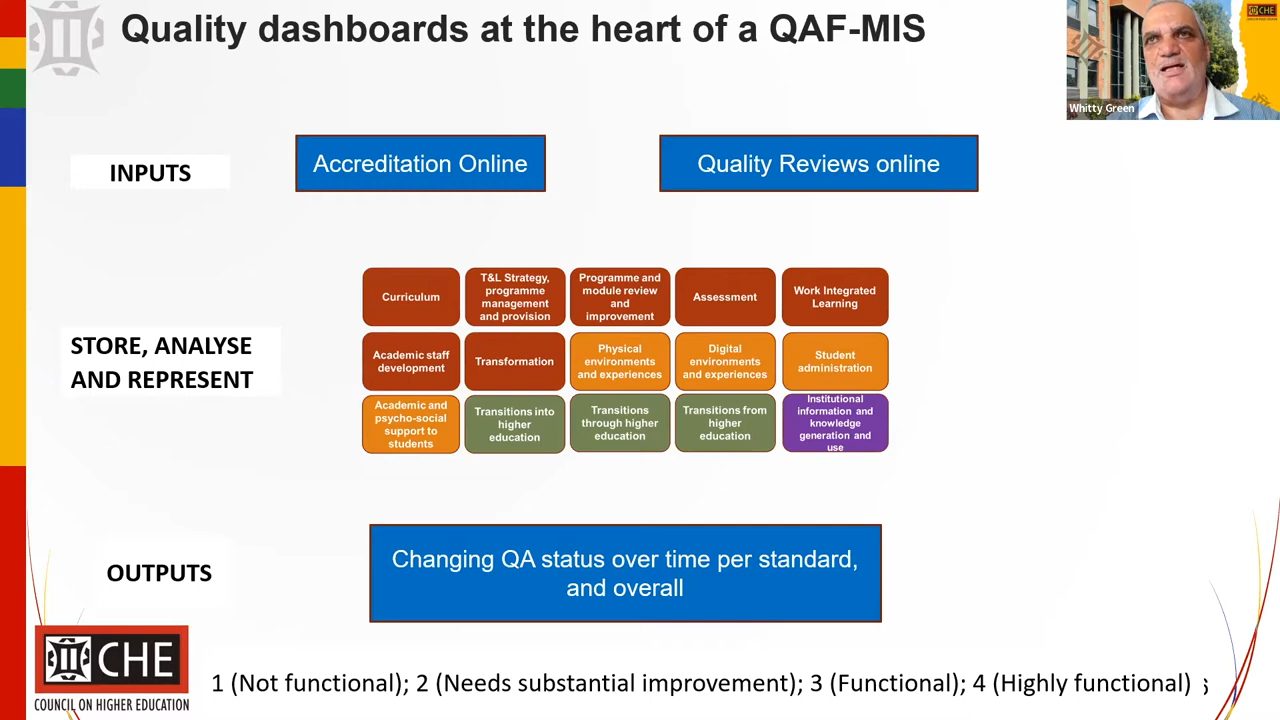 Quality dashboards at the heart of a QAF-MIS
CHE
Whitty Green
INPUTS
Accreditation Online
Quality Reviews online
STORE, ANALYSE
AND REPRESENT
Curriculum
T&L Strategy,
programme
management
and provision
Programme and
module review
and
improvement
Assessment
Work Integrated
Learning
Academic staff
development
Transformation
Physical
environments
and experiences
Digital
environments
and experiences
Student
administration
Academic and
psycho-social
support to
students
Transitions into
higher
education
Transitions
through higher
education
Transitions from
higher
education
Institutional
information and
knowledge
generation and
use
OUTPUTS
Changing QA status over time per standard,
and overall
CHE
COUNCIL ON HIGHER EDUCATION
1 (Not functional); 2 (Needs substantial improvement); 3 (Functional); 4 (Highly functional)